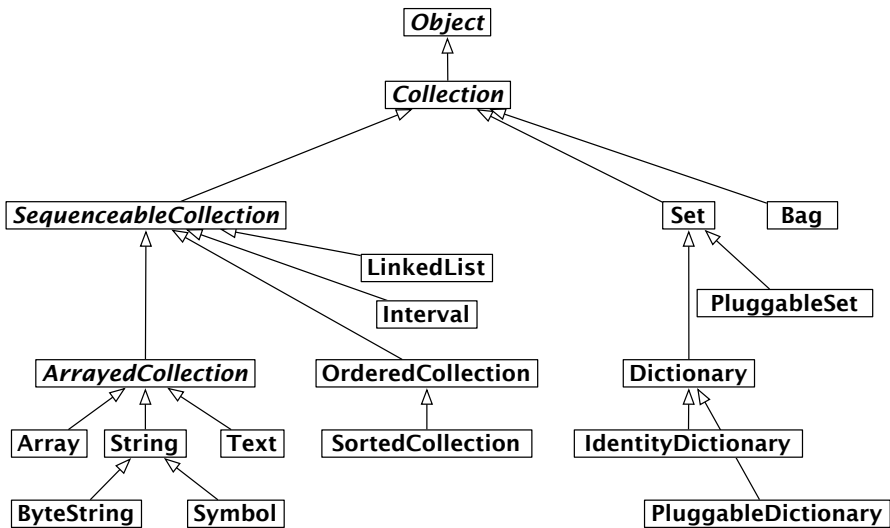 Object
Collection
SequenceableCollection
Set
Bag
LinkedList
PluggableSet
Interval
ArrayedCollection
OrderedCollection
Dictionary
Array
String
Text
SortedCollection
IdentityDictionary
ByteString
Symbol
PluggableDictionary